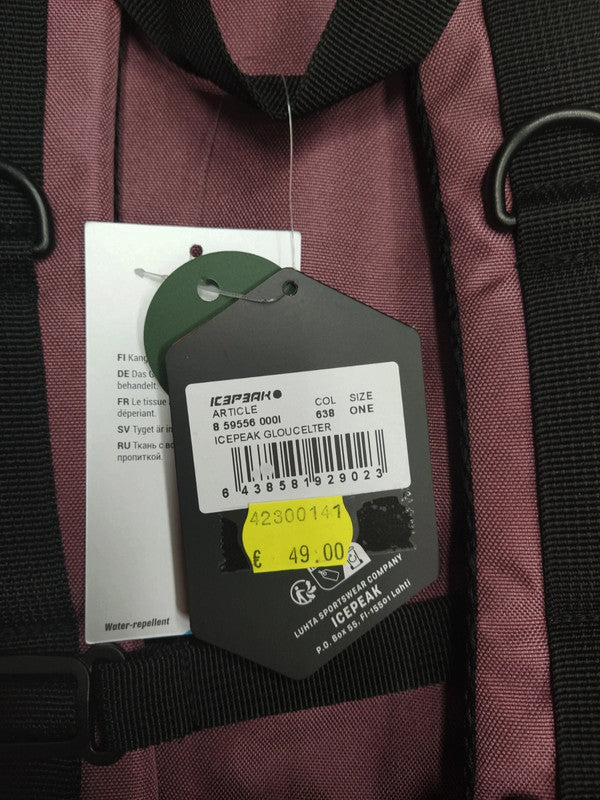 FI Kang
DE Das G
behandelt.
FR Le tissue
déperlant.
SV Tyget är in
RU Ткань с во
пропиткой.
Water-repellent
ICEPEAK
ARTICLE COL SIZE
8 59556 000I 638 ONE
ICEPEAK GLOUCELTER
6 438581 929023
42300141
€ 49.00
LUHTA SPORTSWEAR COMPANY
ICEPEAK
P.O. Box 55, FI-15501 Lahti